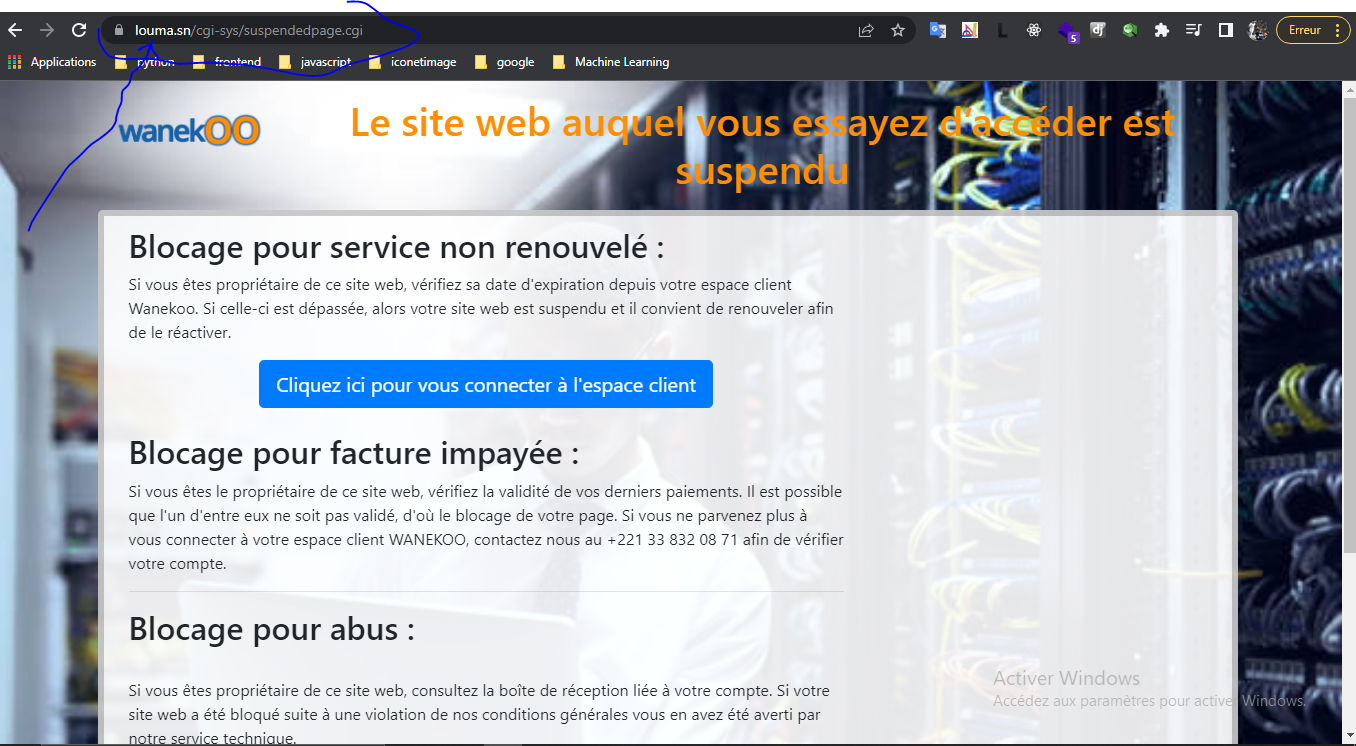 louma.sn/cgi-sys/suspendedpage.cgi
5
dj
Erreur
Applications
python
frontend
javascript
iconetimage
google
Machine Learning
wanekOO
Le site web auquel vous essayez d'accéder est
suspendu
Blocage pour service non renouvelé :
Si vous êtes propriétaire de ce site web, vérifiez sa date d'expiration depuis votre espace client
Wanekoo. Si celle-ci est dépassée, alors votre site web est suspendu et il convient de renouveler afin
de le réactiver.
Cliquez ici pour vous connecter à l'espace client
Blocage pour facture impayée :
Si vous êtes le propriétaire de ce site web, vérifiez la validité de vos derniers paiements. Il est possible
que l'un d'entre eux ne soit pas validé, d'où le blocage de votre page. Si vous ne parvenez plus à
vous connecter à votre espace client WANEKOO, contactez nous au +221 33 832 08 71 afin de vérifier
votre compte.
Blocage pour abus :
Si vous êtes propriétaire de ce site web, consultez la boîte de réception liée à votre compte. Si votre
site web a été bloqué suite à une violation de nos conditions générales vous en avez été averti par
notre service technique.
Activer Windows
Accédez aux paramètres pour activer Windows.